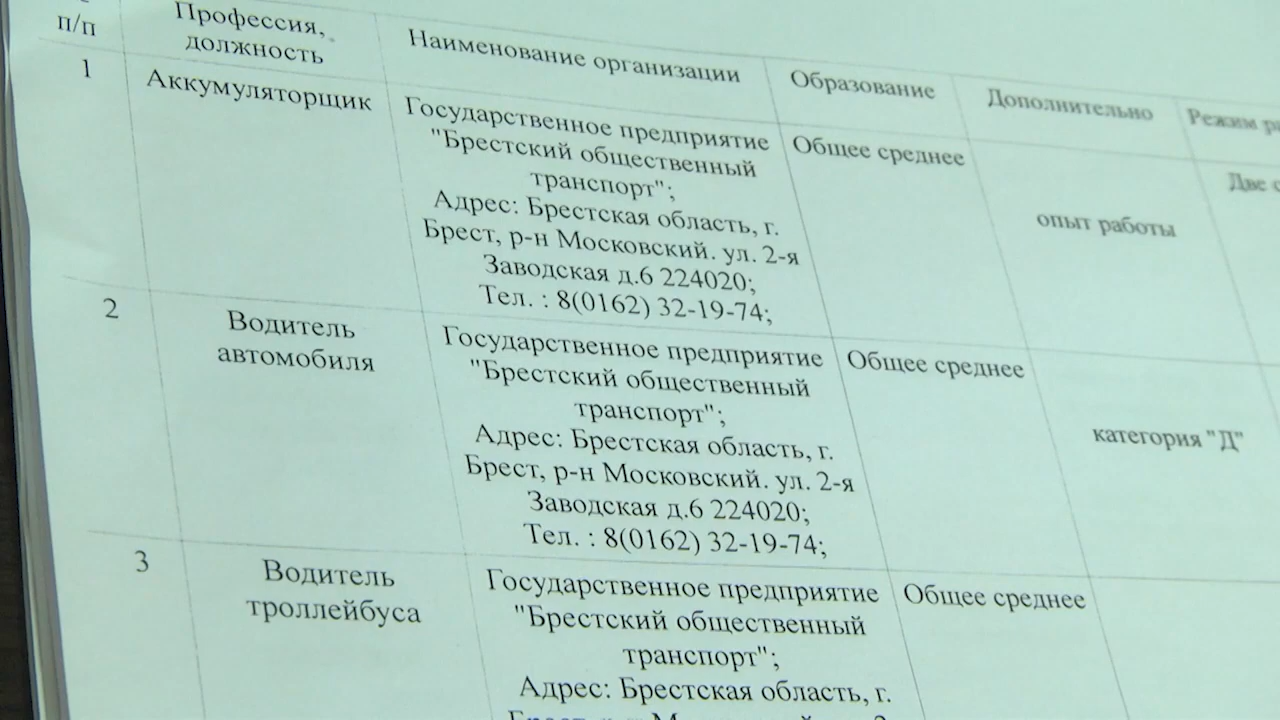 п/п
Профессия,
должность
Наименование организации
Образование
Дополнительно
Режим
1
Аккумуляторщик
Государственное предприятие
"Брестский общественный
транспорт";
Адрес: Брестская область, г.
Брест, р-н Московский. ул. 2-я
Заводская д.6 224020;
Тел. : 8(0162) 32-19-74;
Общее среднее
опыт работы
Две
2
Водитель
автомобиля
Государственное предприятие
"Брестский общественный
транспорт";
Адрес: Брестская область, г.
Брест, р-н Московский. ул. 2-я
Заводская д.6 224020;
Тел. : 8(0162) 32-19-74;
Общее среднее
категория "Д"
3
Водитель
троллейбуса
Государственное предприятие
"Брестский общественный
транспорт";
Адрес: Брестская область, г.
Общее среднее